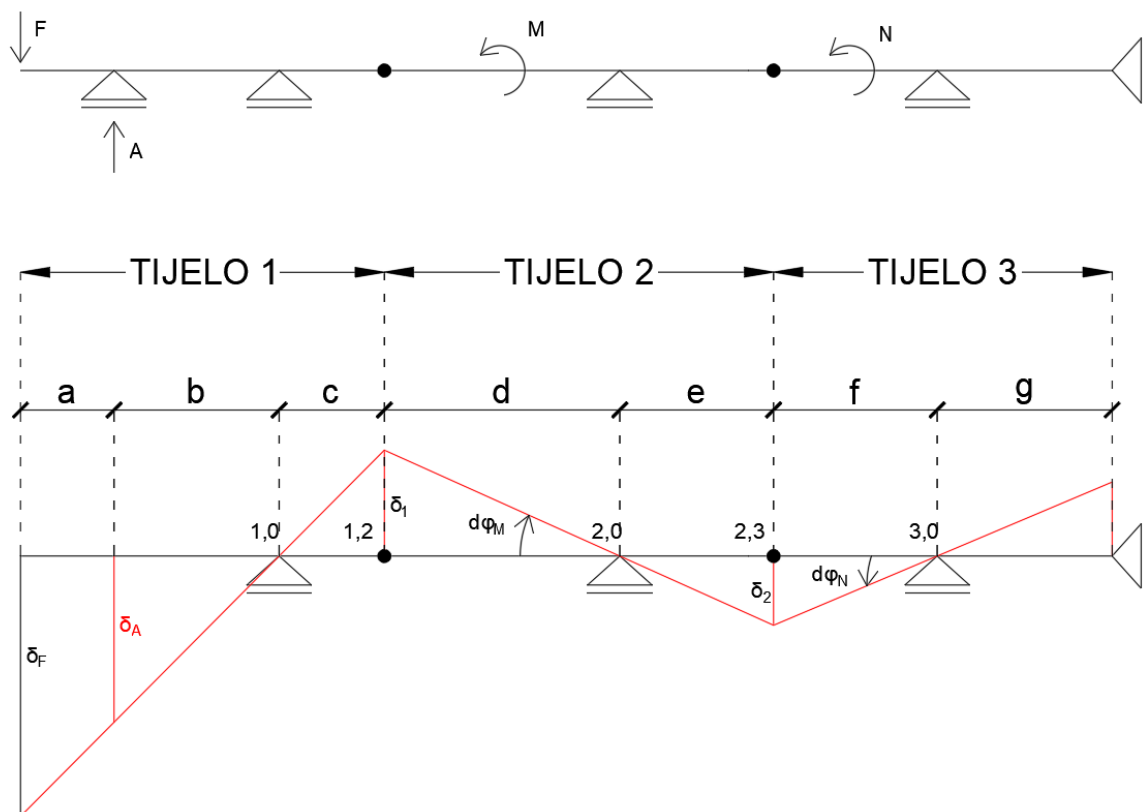 F
M
N
A
TIJELO 1
TIJELO 2
TIJELO 3
a
b
c
d
e
f
g
1,0
1,2
δ₁
dφM
2,0
2,3
3,0
δF
δA
δ₂
dφN